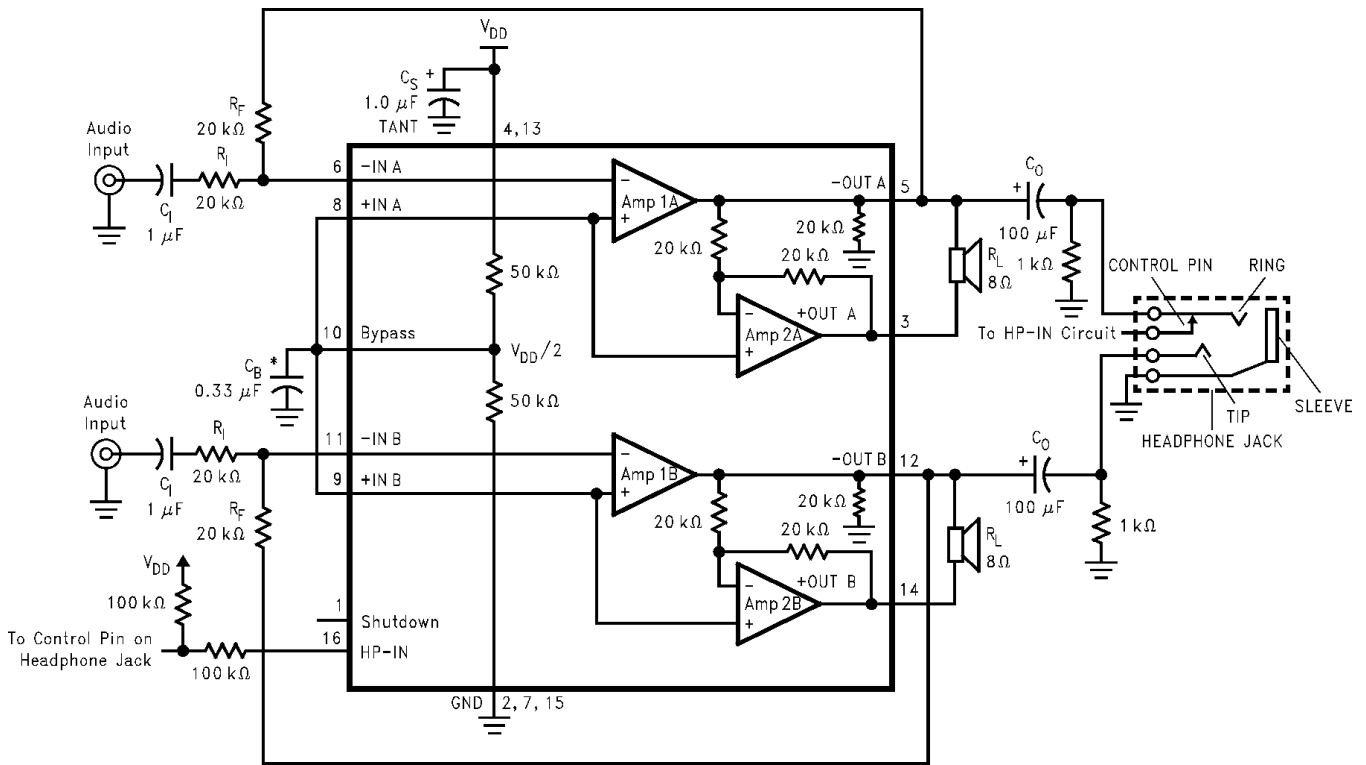 V_DD
C_S +
1.0 μF
TANT
4, 13
R_F
20 kΩ
Audio
Input
R_I
20 kΩ
C_I
1 μF
6
-IN A
8
+IN A
Amp 1A
−
+
-OUT A
5
20 kΩ
20 kΩ
20 kΩ
50 kΩ
Amp 2A
−
+
+OUT A
3
R_L
8Ω
+
C_O
100 μF
1 kΩ
CONTROL PIN
RING
To HP-IN Circuit
SLEEVE
TIP
HEADPHONE JACK
10
Bypass
V_DD/2
C_B *
0.33 μF
50 kΩ
Audio
Input
R_I
20 kΩ
C_I
1 μF
R_F
20 kΩ
11
-IN B
9
+IN B
Amp 1B
−
+
-OUT B
12
20 kΩ
20 kΩ
20 kΩ
Amp 2B
−
+
+OUT B
14
R_L
8Ω
+
C_O
100 μF
1 kΩ
V_DD
100 kΩ
1
Shutdown
To Control Pin on
Headphone Jack
100 kΩ
16
HP-IN
GND
2, 7, 15